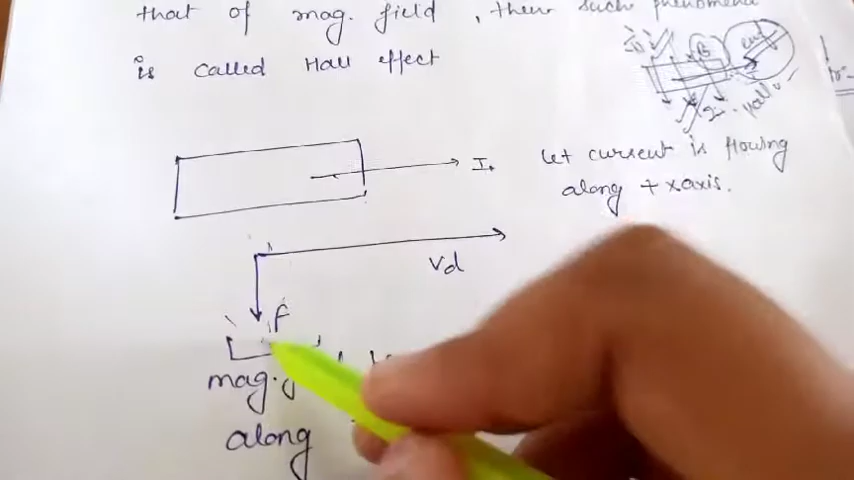 that of mag. field , then such phenomena
is called Hall effect
I.
let current is flowing
along +xaxis.
Vd
F
mag.
along